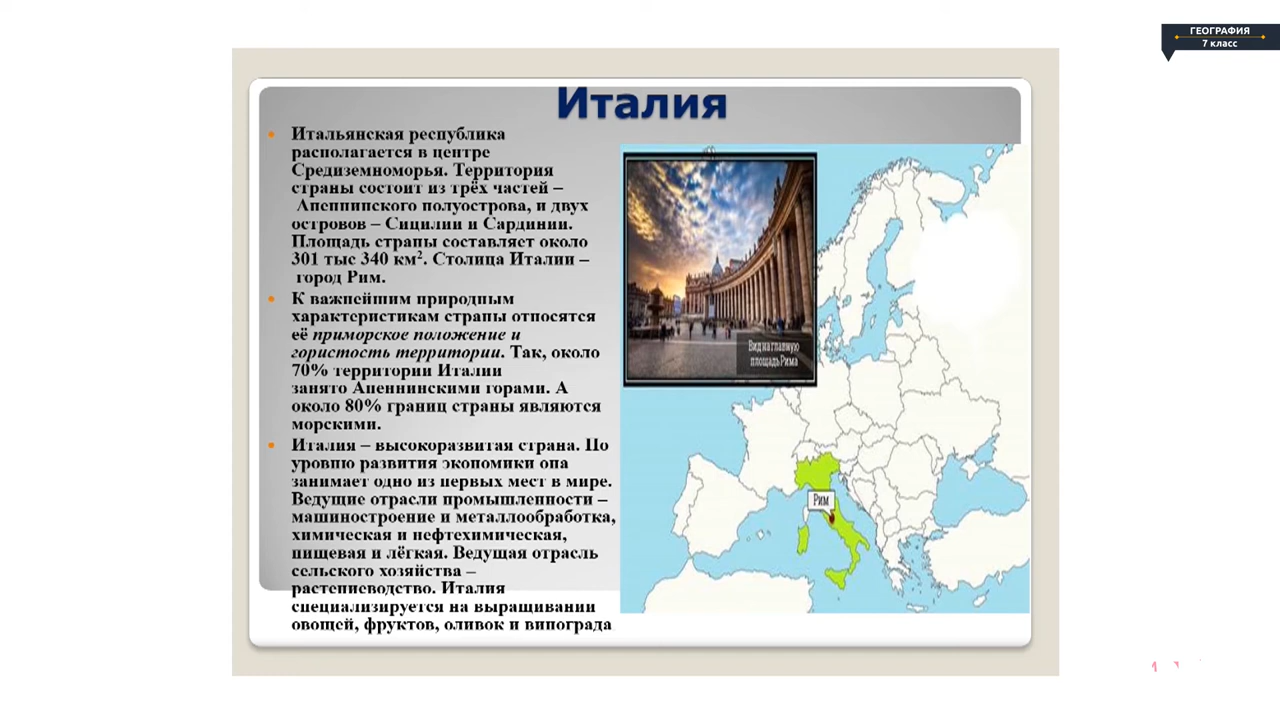 ГЕОГРАФИЯ
7 класс
Италия
Итальянская республика
располагается в центре
Средиземноморья. Территория
страны состоит из трёх частей –
Апеннинского полуострова, и двух
островов – Сицилии и Сардинии.
Площадь страны составляет около
301 тыс 340 км². Столица Италии –
город Рим.
К важнейшим природным
характеристикам страны относятся
её приморское положение и
гористость территории. Так, около
70% территории Италии
занято Апеннинскими горами. А
около 80% границ страны являются
морскими.
Италия – высокоразвитая страна. По
уровню развития экономики она
занимает одно из первых мест в мире.
Ведущие отрасли промышленности –
машиностроение и металлообработка,
химическая и нефтехимическая,
пищевая и лёгкая. Ведущая отрасль
сельского хозяйства –
растениеводство. Италия
специализируется на выращивании
овощей, фруктов, оливок и винограда
Вид на главную
площадь Рима
Рим